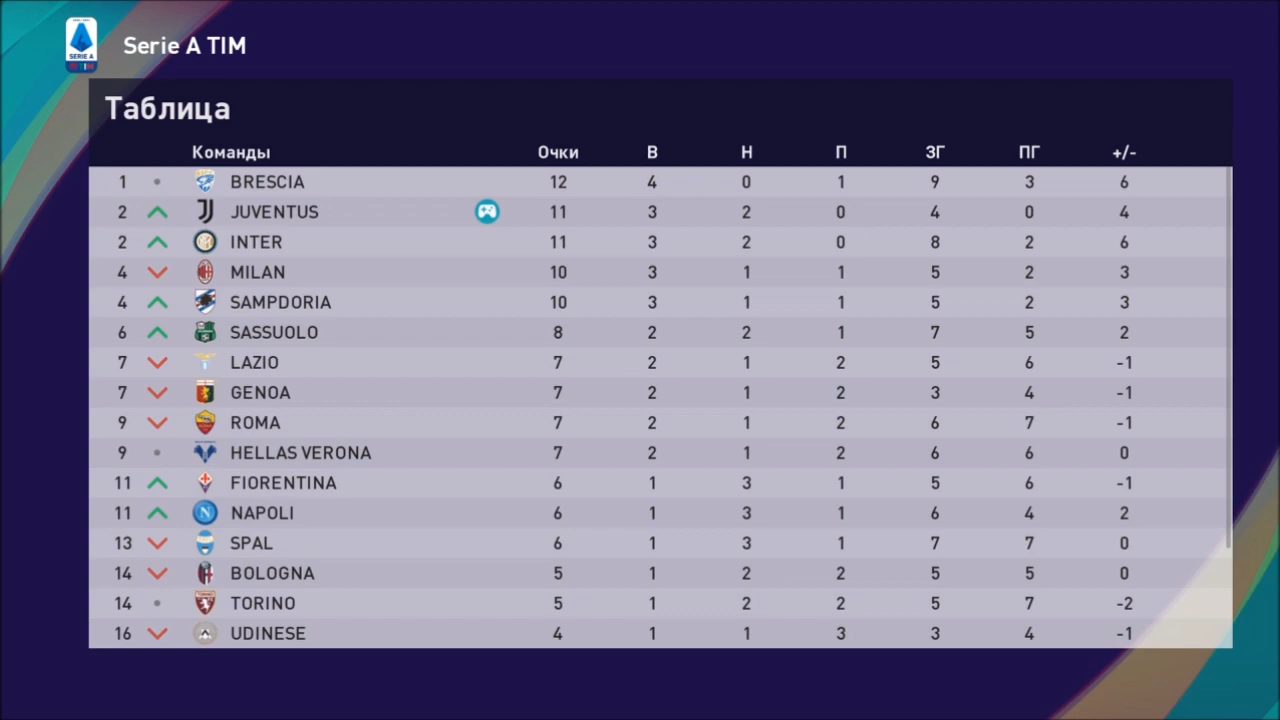 Serie A TIM
Таблица
Команды Очки В Н П ЗГ ПГ +/-
1 BRESCIA 12 4 0 1 9 3 6
2 JUVENTUS 11 3 2 0 4 0 4
2 INTER 11 3 2 0 8 2 6
4 MILAN 10 3 1 1 5 2 3
4 SAMPDORIA 10 3 1 1 5 2 3
6 SASSUOLO 8 2 2 1 7 5 2
7 LAZIO 7 2 1 2 5 6 -1
7 GENOA 7 2 1 2 3 4 -1
9 ROMA 7 2 1 2 6 7 -1
9 HELLAS VERONA 7 2 1 2 6 6 0
11 FIORENTINA 6 1 3 1 5 6 -1
11 NAPOLI 6 1 3 1 6 4 2
13 SPAL 6 1 3 1 7 7 0
14 BOLOGNA 5 1 2 2 5 5 0
14 TORINO 5 1 2 2 5 7 -2
16 UDINESE 4 1 1 3 3 4 -1